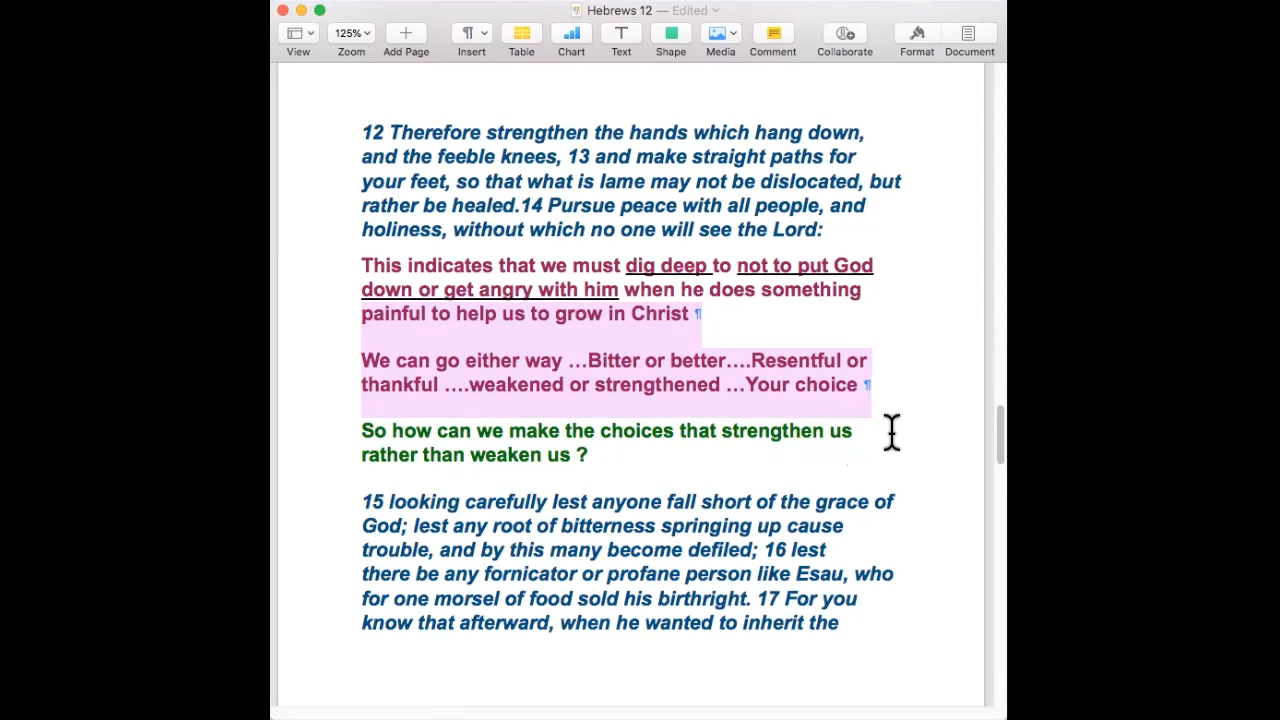 Hebrews 12 — Edited
125%
View
Zoom
Add Page
Insert
Table
Chart
Text
Shape
Media
Comment
Collaborate
Format
Document
12 Therefore strengthen the hands which hang down,
and the feeble knees, 13 and make straight paths for
your feet, so that what is lame may not be dislocated, but
rather be healed.14 Pursue peace with all people, and
holiness, without which no one will see the Lord:
This indicates that we must dig deep to not to put God
down or get angry with him when he does something
painful to help us to grow in Christ ¶
We can go either way …Bitter or better….Resentful or
thankful ….weakened or strengthened …Your choice ¶
So how can we make the choices that strengthen us
rather than weaken us ?
15 looking carefully lest anyone fall short of the grace of
God; lest any root of bitterness springing up cause
trouble, and by this many become defiled; 16 lest
there be any fornicator or profane person like Esau, who
for one morsel of food sold his birthright. 17 For you
know that afterward, when he wanted to inherit the